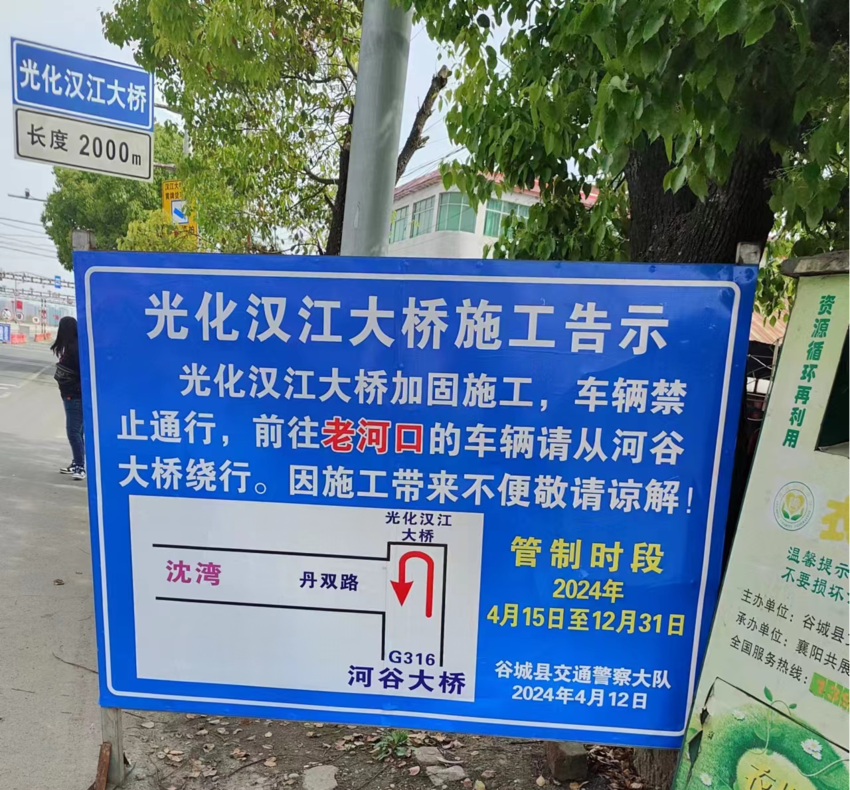 光化汉江大桥
长度 2000m
光化汉江大桥施工告示
光化汉江大桥加固施工，车辆禁
止通行，前往老河口的车辆请从河谷
大桥绕行。因施工带来不便敬请谅解！
光化汉江
大桥
沈湾
丹双路
G316
河谷大桥
管制时段
2024年
4月15日至12月31日
谷城县交通警察大队
2024年4月12日
资源循环再利用
温馨提示
不要损坏
主办单位：谷城县
承办单位：襄阳共展
全国服务热线：